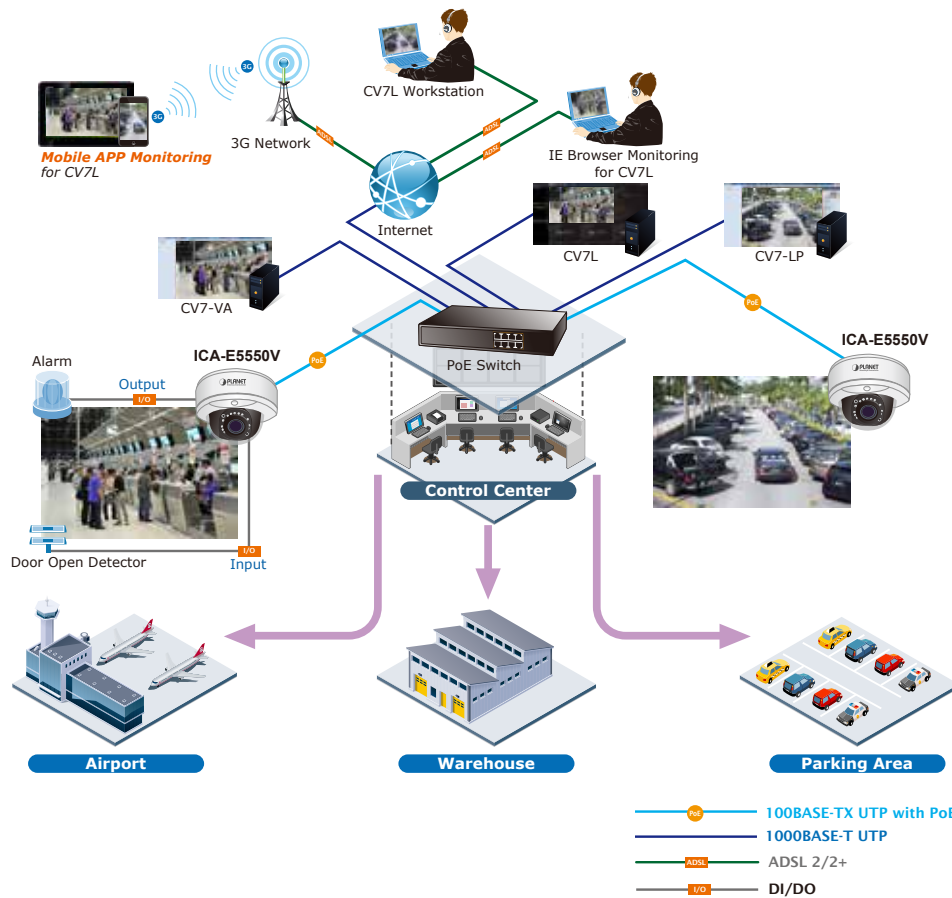 CV7L Workstation
3G
3G
3G Network
ADSL
ADSL
ADSL
Mobile APP Monitoring
for CV7L
IE Browser Monitoring
for CV7L
Internet
CV7L
CV7-LP
CV7-VA
PoE
PoE
PoE Switch
ICA-E5550V
ICA-E5550V
PLANET
PLANET
Alarm
Output
I/O
Control Center
I/O
Door Open Detector
Input
Airport
Warehouse
Parking Area
PoE
100BASE-TX UTP with PoE
1000BASE-T UTP
ADSL
ADSL 2/2+
I/O
DI/DO